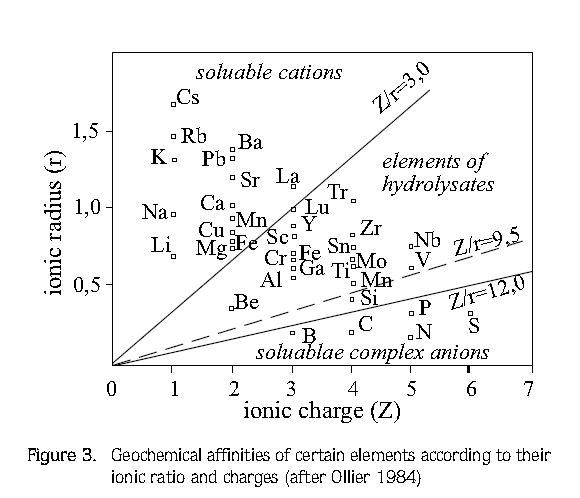 soluable cations
Z/r=3,0
Cs
Rb
Ba
K
Pb
1,5
elements of
hydrolysates
La
Sr
Tr
1,0
Ca
Lu
Na
Mn
Y
Zr
Cu
Sc
Nb
Z/r=9,5
Li
Mg
Fe
Sn
Cr
Fe
Mo
V
Ga
Ti
Al
Mn
0,5
Si
Z/r=12,0
Be
P
S
C
N
B
soluablae complex anions
0
1
2
3
4
5
6
7
ionic radius (r)
ionic charge (Z)
Figure 3. Geochemical affinities of certain elements according to their
ionic ratio and charges (after Ollier 1984)